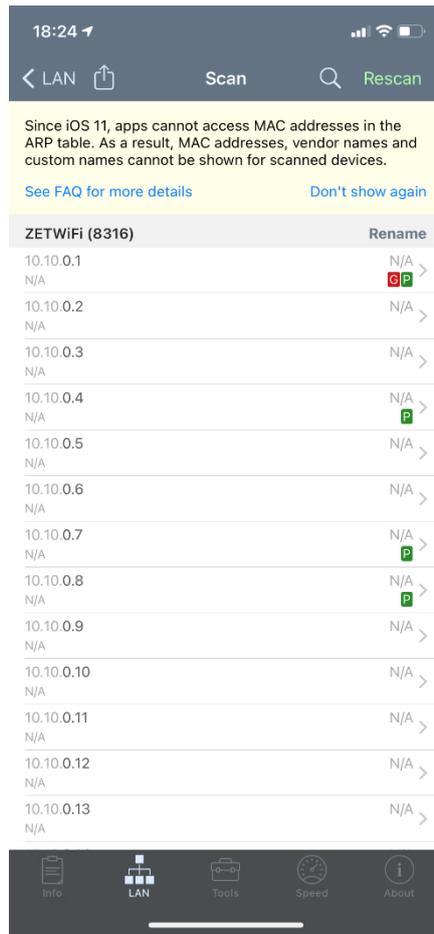 18:24
LAN Scan Rescan
Since iOS 11, apps cannot access MAC addresses in the
ARP table. As a result, MAC addresses, vendor names and
custom names cannot be shown for scanned devices.
See FAQ for more details Don't show again
ZETWiFi (8316) Rename
10.10.0.1 N/A
N/A G P
10.10.0.2 N/A
N/A
10.10.0.3 N/A
N/A
10.10.0.4 N/A
N/A P
10.10.0.5 N/A
N/A
10.10.0.6 N/A
N/A
10.10.0.7 N/A
N/A P
10.10.0.8 N/A
N/A P
10.10.0.9 N/A
N/A
10.10.0.10 N/A
N/A
10.10.0.11 N/A
N/A
10.10.0.12 N/A
N/A
10.10.0.13 N/A
N/A
Info LAN Tools Speed About